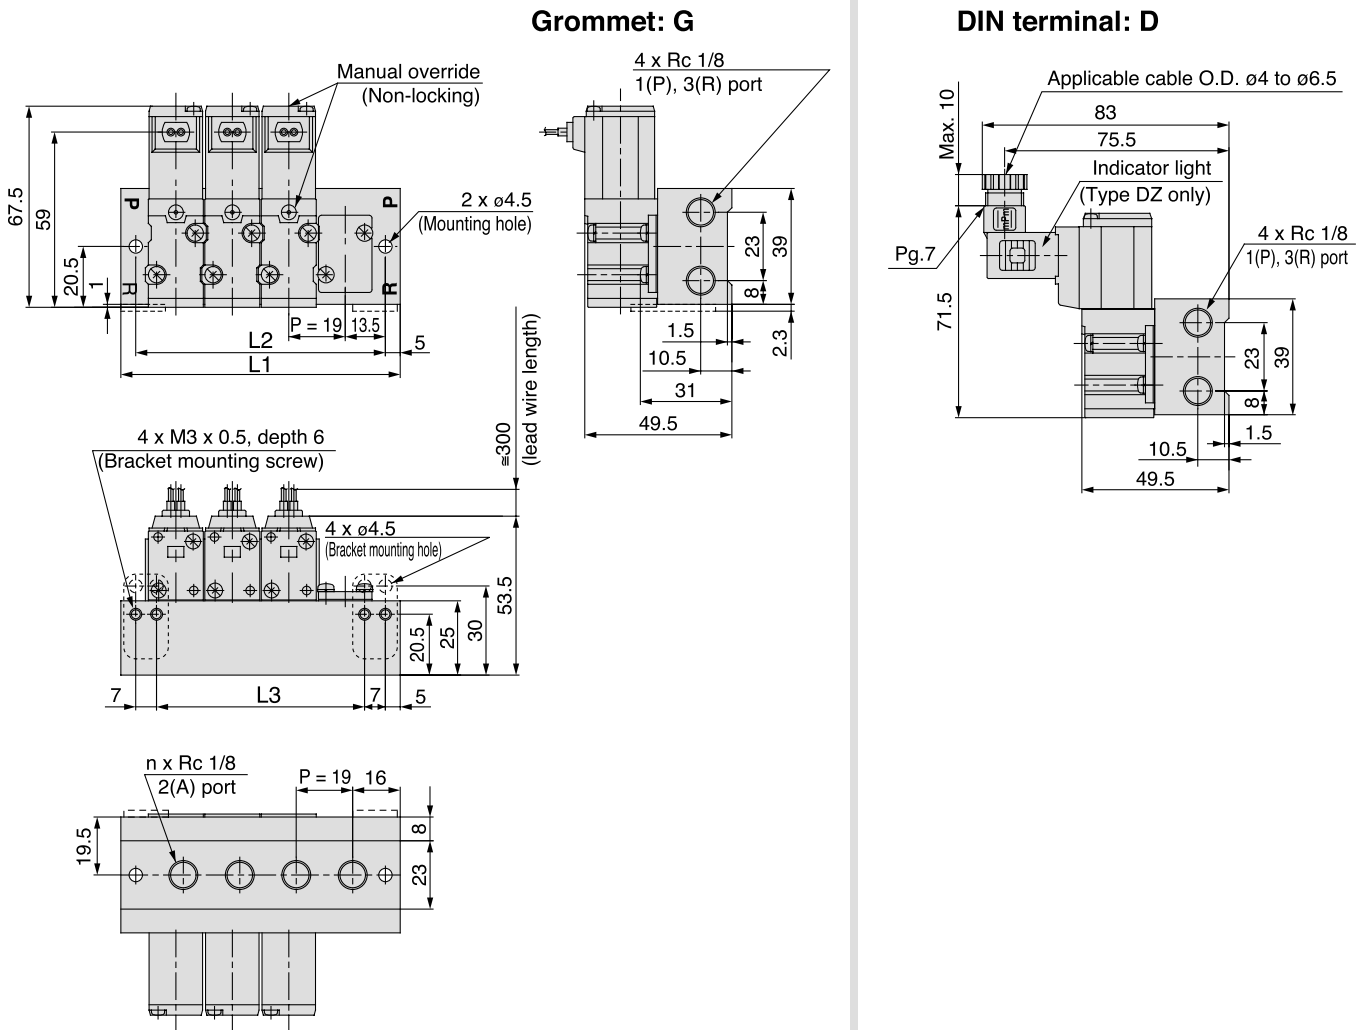 Grommet: G
DIN terminal: D
Manual override
(Non-locking)
4 x Rc 1/8
1(P), 3(R) port
2 x ø4.5
(Mounting hole)
67.5
59
20.5
1
P
R
P
R
P = 19
13.5
L2
5
L1
23
39
8
1.5
2.3
10.5
31
49.5
Applicable cable O.D. ø4 to ø6.5
Max. 10
83
75.5
Indicator light
(Type DZ only)
Pg.7
71.5
4 x Rc 1/8
1(P), 3(R) port
23
39
8
1.5
10.5
49.5
4 x M3 x 0.5, depth 6
(Bracket mounting screw)
≅300
(lead wire length)
4 x ø4.5
(Bracket mounting hole)
20.5
25
30
53.5
7
L3
7
5
n x Rc 1/8
2(A) port
P = 19
16
19.5
8
23